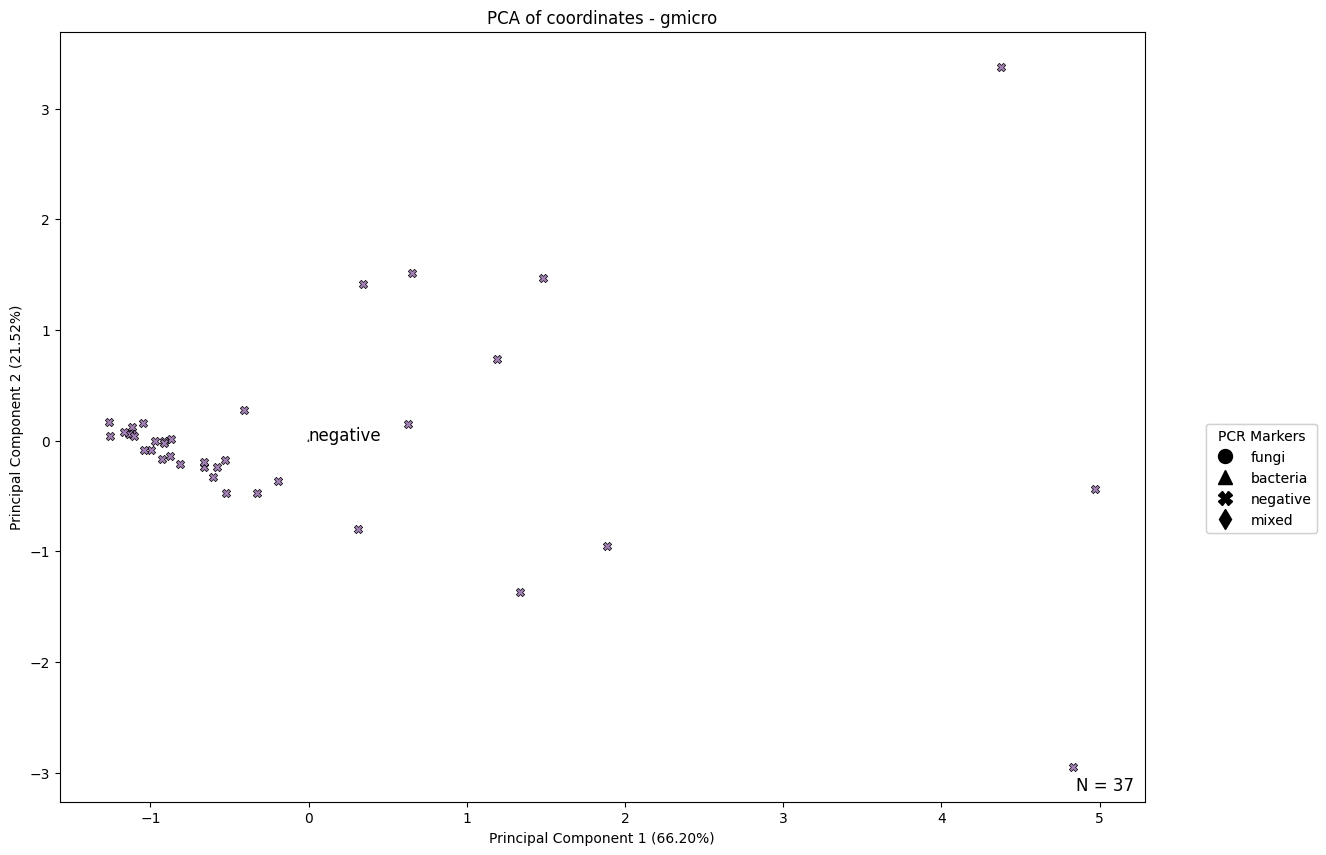 PCA of coordinates - gmicro
Principal Component 2 (21.52%)
3
2
1
0
−1
−2
−3
negative
N = 37
−1
0
1
2
3
4
5
Principal Component 1 (66.20%)
PCR Markers
fungi
bacteria
negative
mixed